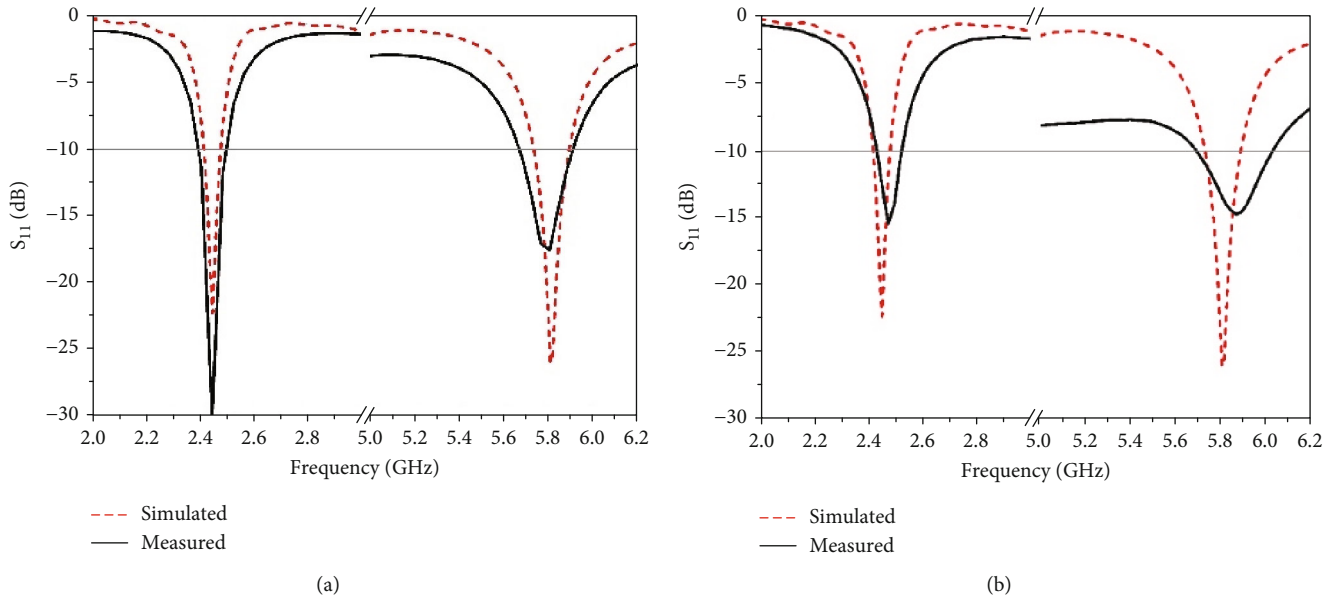 0
−5
−10
−15
−20
−25
−30
S11 (dB)
2.0 2.2 2.4 2.6 2.8 5.0 5.2 5.4 5.6 5.8 6.0 6.2
Frequency (GHz)
Simulated
Measured
(a)
0
−5
−10
−15
−20
−25
−30
S11 (dB)
2.0 2.2 2.4 2.6 2.8 5.0 5.2 5.4 5.6 5.8 6.0 6.2
Frequency (GHz)
Simulated
Measured
(b)